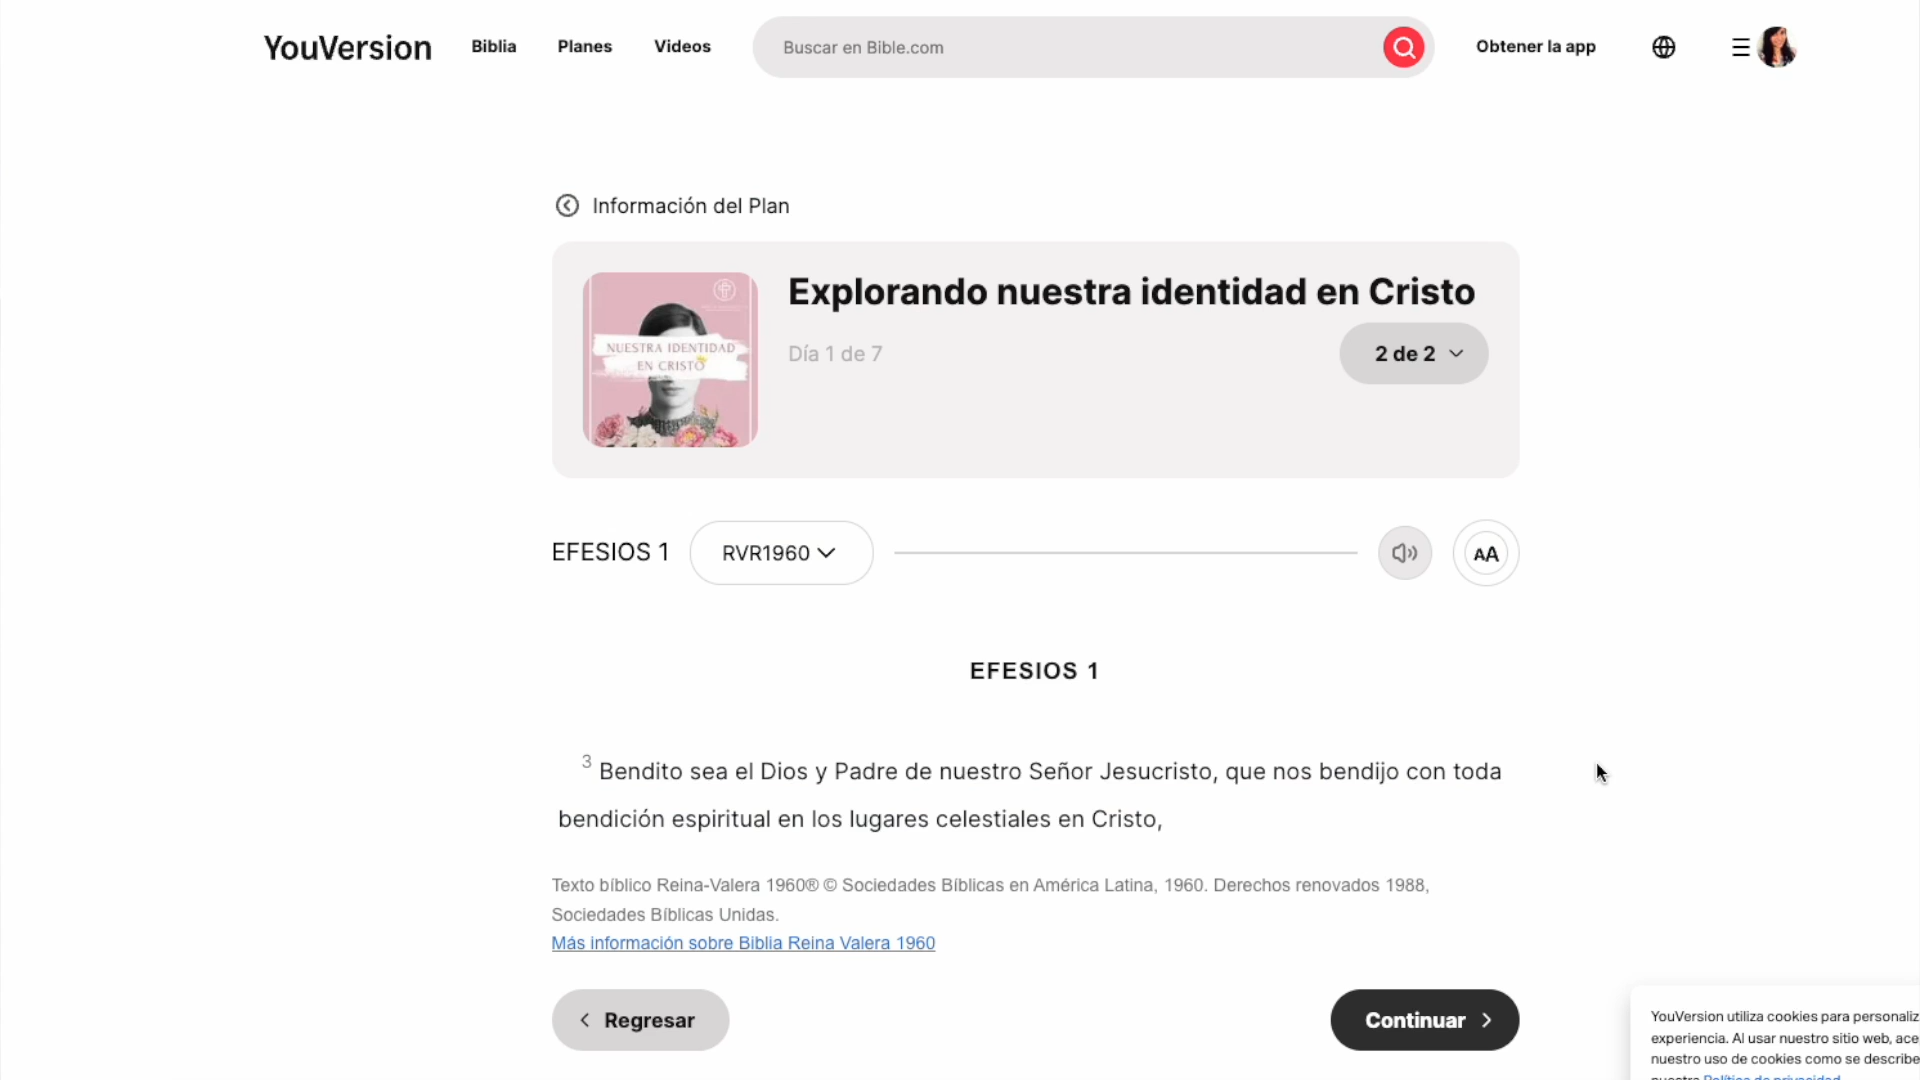 YouVersion
Biblia
Planes
Videos
Buscar en Bible.com
Obtener la app
Información del Plan
NUESTRA IDENTIDAD
EN CRISTO
Explorando nuestra identidad en Cristo
Día 1 de 7
2 de 2
EFESIOS 1
RVR1960
AA
EFESIOS 1
3 Bendito sea el Dios y Padre de nuestro Señor Jesucristo, que nos bendijo con toda
bendición espiritual en los lugares celestiales en Cristo,
Texto bíblico Reina-Valera 1960® © Sociedades Bíblicas en América Latina, 1960. Derechos renovados 1988,
Sociedades Bíblicas Unidas.
Más información sobre Biblia Reina Valera 1960
Regresar
Continuar
YouVersion utiliza cookies para personaliz
experiencia. Al usar nuestro sitio web, ace
nuestro uso de cookies como se describe
nuestra Política de privacidad